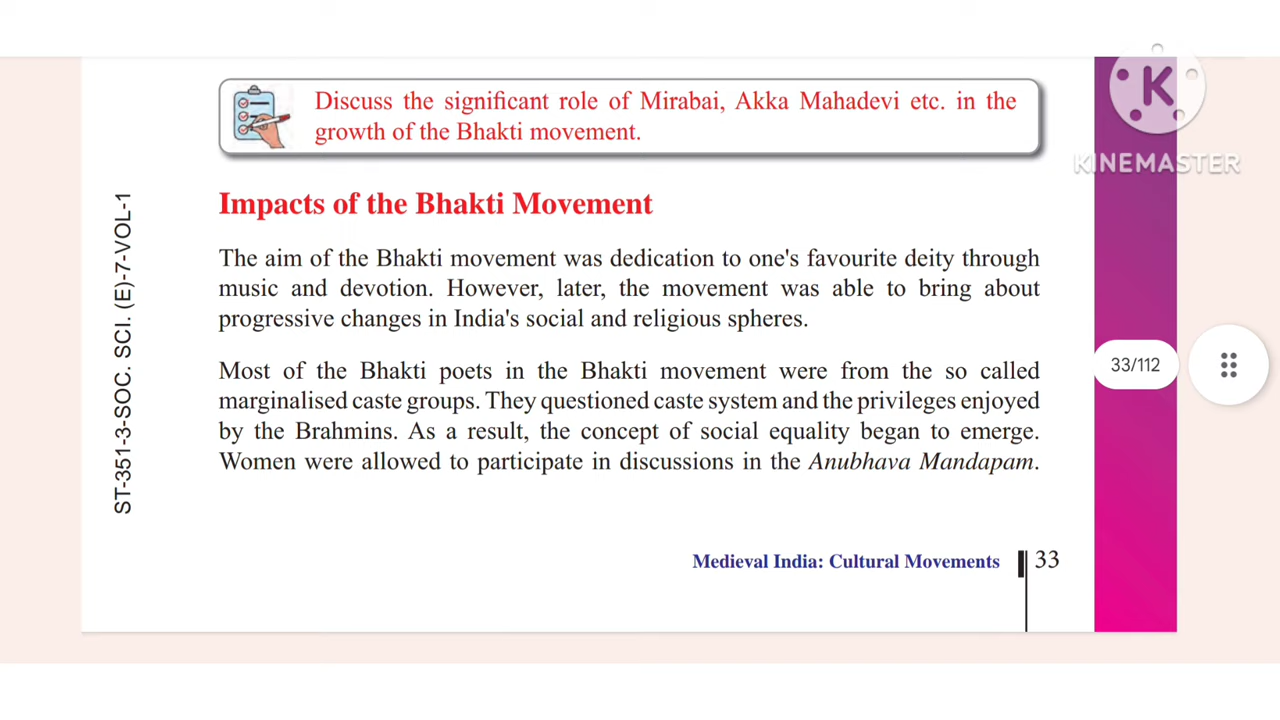 Discuss the significant role of Mirabai, Akka Mahadevi etc. in the
growth of the Bhakti movement.
K
KINEMASTER
Impacts of the Bhakti Movement
The aim of the Bhakti movement was dedication to one's favourite deity through
music and devotion. However, later, the movement was able to bring about
progressive changes in India's social and religious spheres.
Most of the Bhakti poets in the Bhakti movement were from the so called
marginalised caste groups. They questioned caste system and the privileges enjoyed
by the Brahmins. As a result, the concept of social equality began to emerge.
Women were allowed to participate in discussions in the Anubhava Mandapam.
ST-351-3-SOC. SCI. (E)-7-VOL-1
33/112
Medieval India: Cultural Movements 33